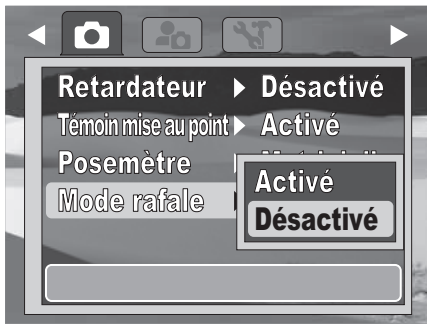 Retardateur Désactivé
Témoin mise au point Activé
Posemètre
Mode rafale
Activé
Désactivé